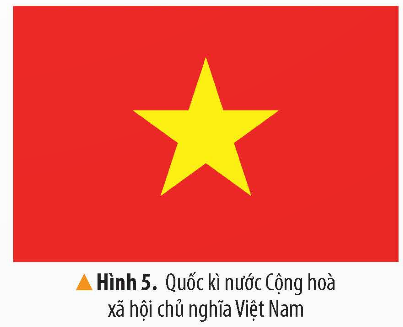 ▲ Hình 5. Quốc kì nước Cộng hoà
xã hội chủ nghĩa Việt Nam